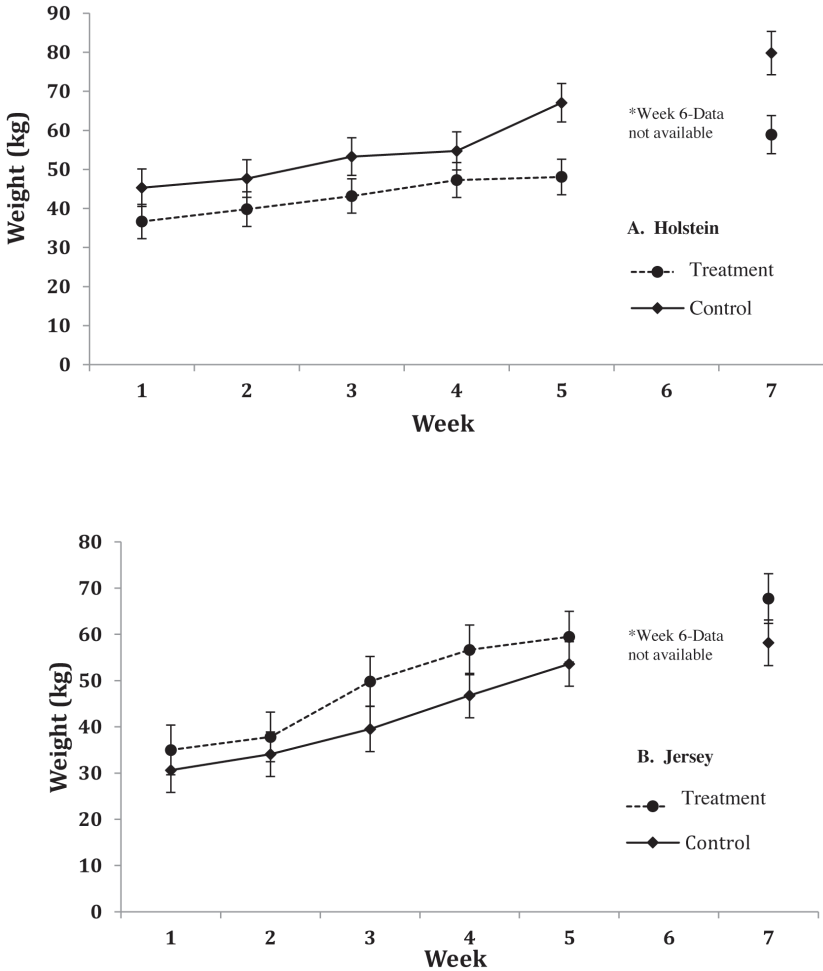 90
80
70
60
50
40
30
20
10
0
Weight (kg)
*Week 6-Data
not available
A. Holstein
Treatment
Control
1 2 3 4 5 6 7
Week
80
70
60
50
40
30
20
10
0
Weight (kg)
*Week 6-Data
not available
B. Jersey
Treatment
Control
1 2 3 4 5 6 7
Week